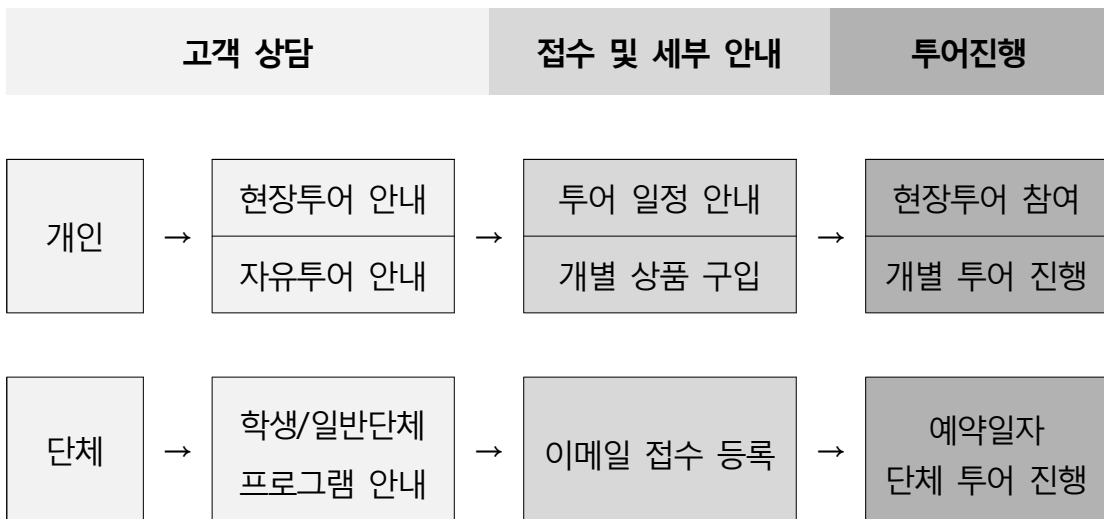 고객 상담
접수 및 세부 안내
투어진행
개인
→
현장투어 안내
자유투어 안내
→
투어 일정 안내
개별 상품 구입
→
현장투어 참여
개별 투어 진행
단체
→
학생/일반단체
프로그램 안내
→
이메일 접수 등록
→
예약일자
단체 투어 진행